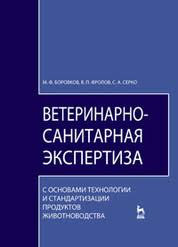 М. Ф. БОРОВКОВ, В. П. ФРОЛОВ, С. А. СЕРКО
ВЕТЕРИНАРНО-
САНИТАРНАЯ
ЭКСПЕРТИЗА
С ОСНОВАМИ ТЕХНОЛОГИИ
И СТАНДАРТИЗАЦИИ
ПРОДУКТОВ
ЖИВОТНОВОДСТВА